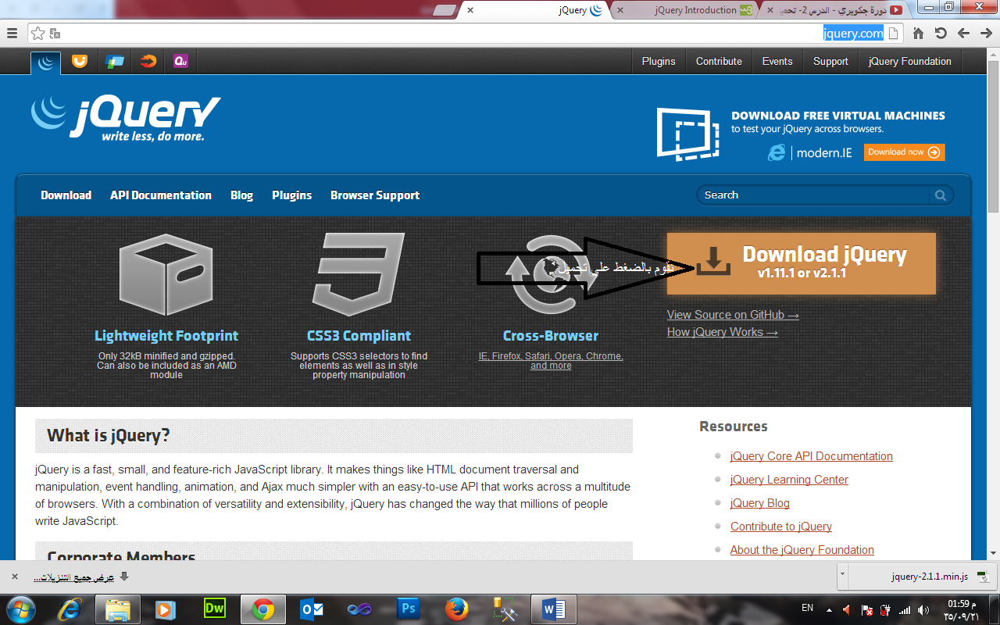 jQuery
jQuery Introduction
دورة جكويري - الدرس 2- تحمي
jquery.com
Plugins
Contribute
Events
Support
jQuery Foundation
jQuery
write less, do more.
DOWNLOAD FREE VIRTUAL MACHINES
to test your jQuery across browsers.
modern.IE
Download now
Download
API Documentation
Blog
Plugins
Browser Support
Search
نقوم بالضغط على تحميل
Download jQuery
v1.11.1 or v2.1.1
View Source on GitHub →
How jQuery Works →
Lightweight Footprint
Only 32kB minified and gzipped.
Can also be included as an AMD
module
CSS3 Compliant
Supports CSS3 selectors to find
elements as well as in style
property manipulation
Cross-Browser
IE, Firefox, Safari, Opera, Chrome,
and more
What is jQuery?
jQuery is a fast, small, and feature-rich JavaScript library. It makes things like HTML document traversal and
manipulation, event handling, animation, and Ajax much simpler with an easy-to-use API that works across a multitude
of browsers. With a combination of versatility and extensibility, jQuery has changed the way that millions of people
write JavaScript.
Corporate Members
Resources
jQuery Core API Documentation
jQuery Learning Center
jQuery Blog
Contribute to jQuery
About the jQuery Foundation
عرض جميع التنزيلات...
jquery-2.1.1.min.js
Dw
Ps
EN
01:59 م
٣٥/٠٩/٢١